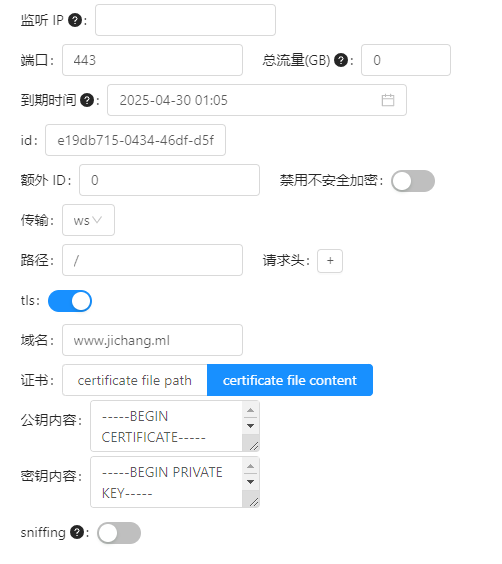 监听 IP ?:
端口: 443 总流量(GB) ?: 0
到期时间 ?: 2025-04-30 01:05
id: e19db715-0434-46df-d5f
额外 ID: 0 禁用不安全加密:
传输: ws
路径: / 请求头: +
tls:
域名: www.jichang.ml
证书: certificate file path certificate file content
公钥内容: -----BEGIN
CERTIFICATE-----
密钥内容: -----BEGIN PRIVATE
KEY-----
sniffing ?: